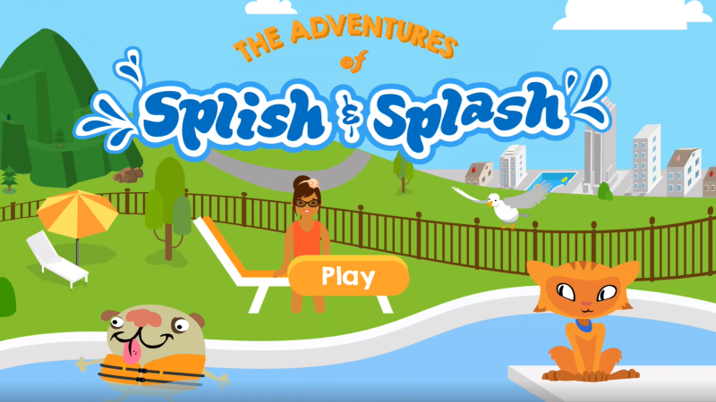 THE ADVENTURES
of
Splish & Splash
Play